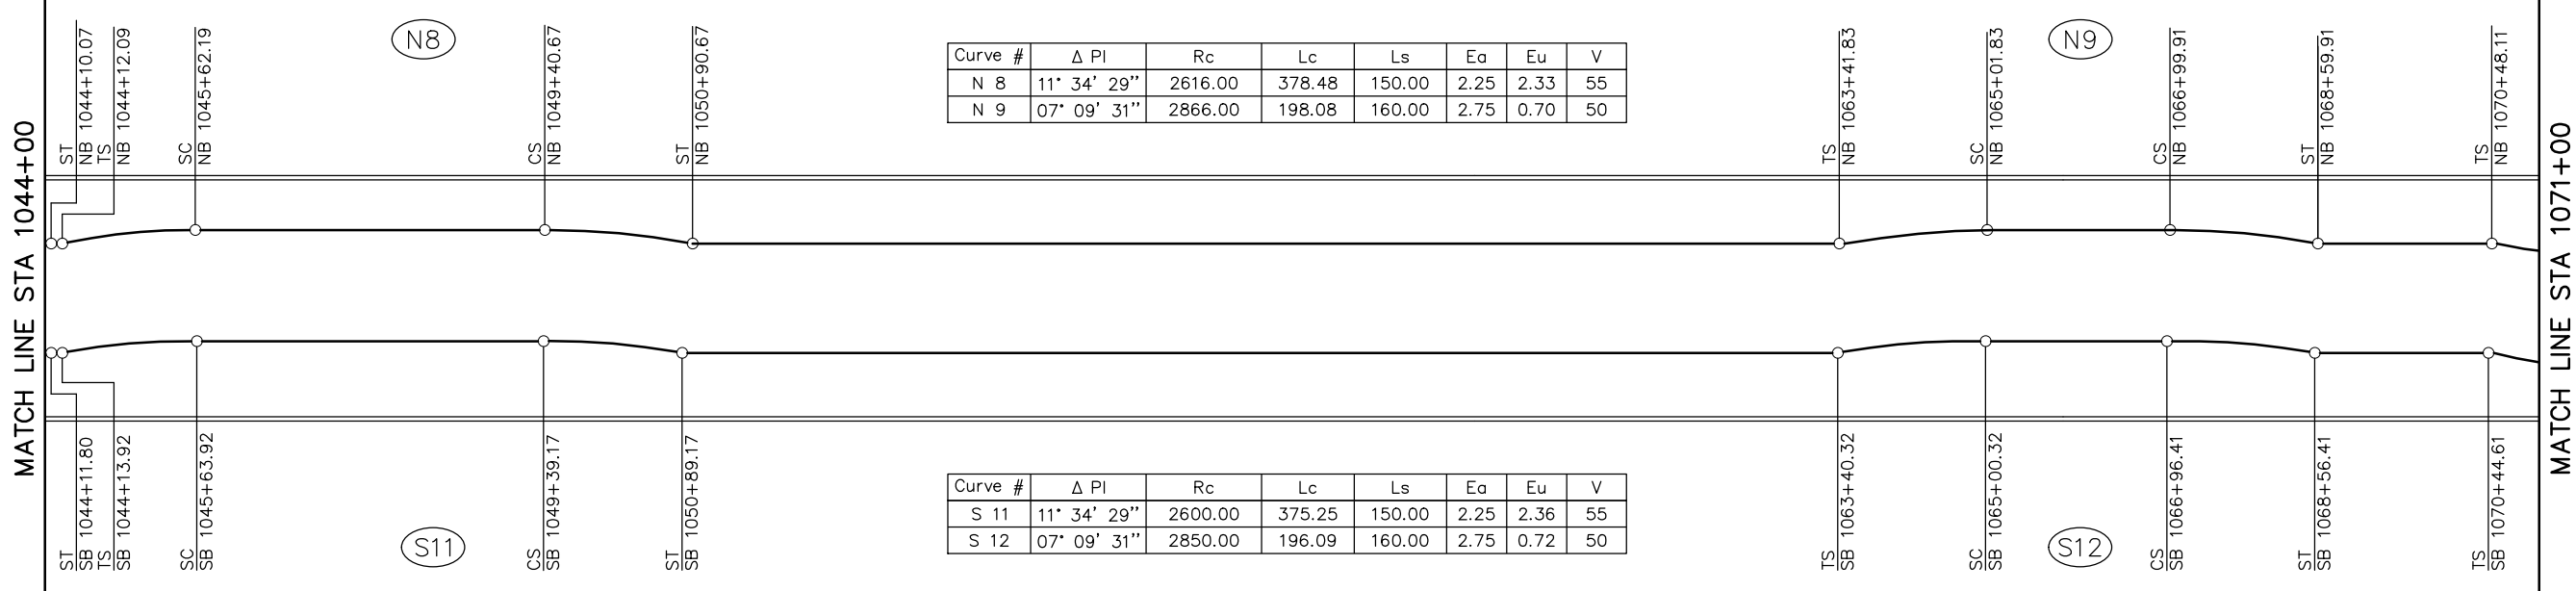 MATCH LINE STA 1044+00
ST
NB 1044+10.07
TS
NB 1044+12.09
SC
NB 1045+62.19
N8
CS
NB 1049+40.67
ST
NB 1050+90.67
Curve # Δ PI Rc Lc Ls Ea Eu V
N 8 11° 34' 29" 2616.00 378.48 150.00 2.25 2.33 55
N 9 07° 09' 31" 2866.00 198.08 160.00 2.75 0.70 50
TS
NB 1063+41.83
SC
NB 1065+01.83
N9
CS
NB 1066+99.91
ST
NB 1068+59.91
TS
NB 1070+48.11
MATCH LINE STA 1071+00
ST
SB 1044+11.80
TS
SB 1044+13.92
SC
SB 1045+63.92
S11
CS
SB 1049+39.17
ST
SB 1050+89.17
Curve # Δ PI Rc Lc Ls Ea Eu V
S 11 11° 34' 29" 2600.00 375.25 150.00 2.25 2.36 55
S 12 07° 09' 31" 2850.00 196.09 160.00 2.75 0.72 50
TS
SB 1063+40.32
SC
SB 1065+00.32
S12
CS
SB 1066+96.41
ST
SB 1068+56.41
TS
SB 1070+44.61